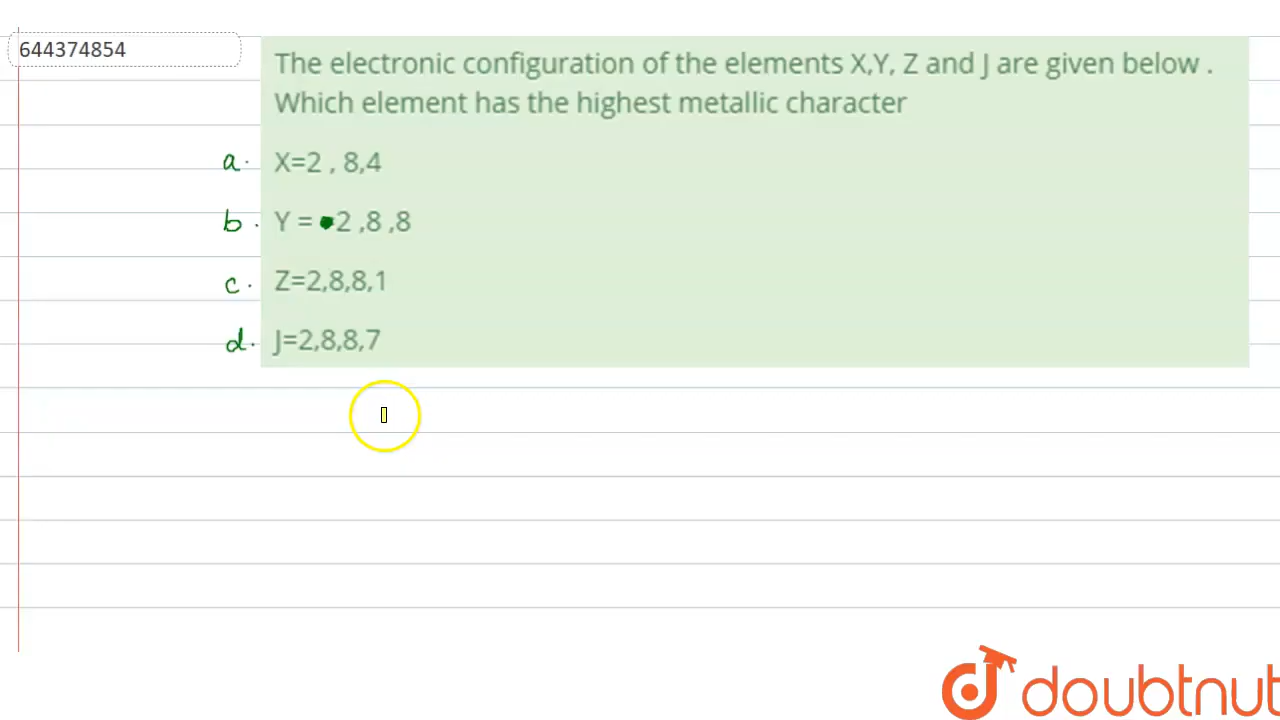 644374854
The electronic configuration of the elements X,Y, Z and J are given below .
Which element has the highest metallic character
a. X=2 , 8,4
b. Y = 2 ,8 ,8
c. Z=2,8,8,1
d. J=2,8,8,7
doubtnut